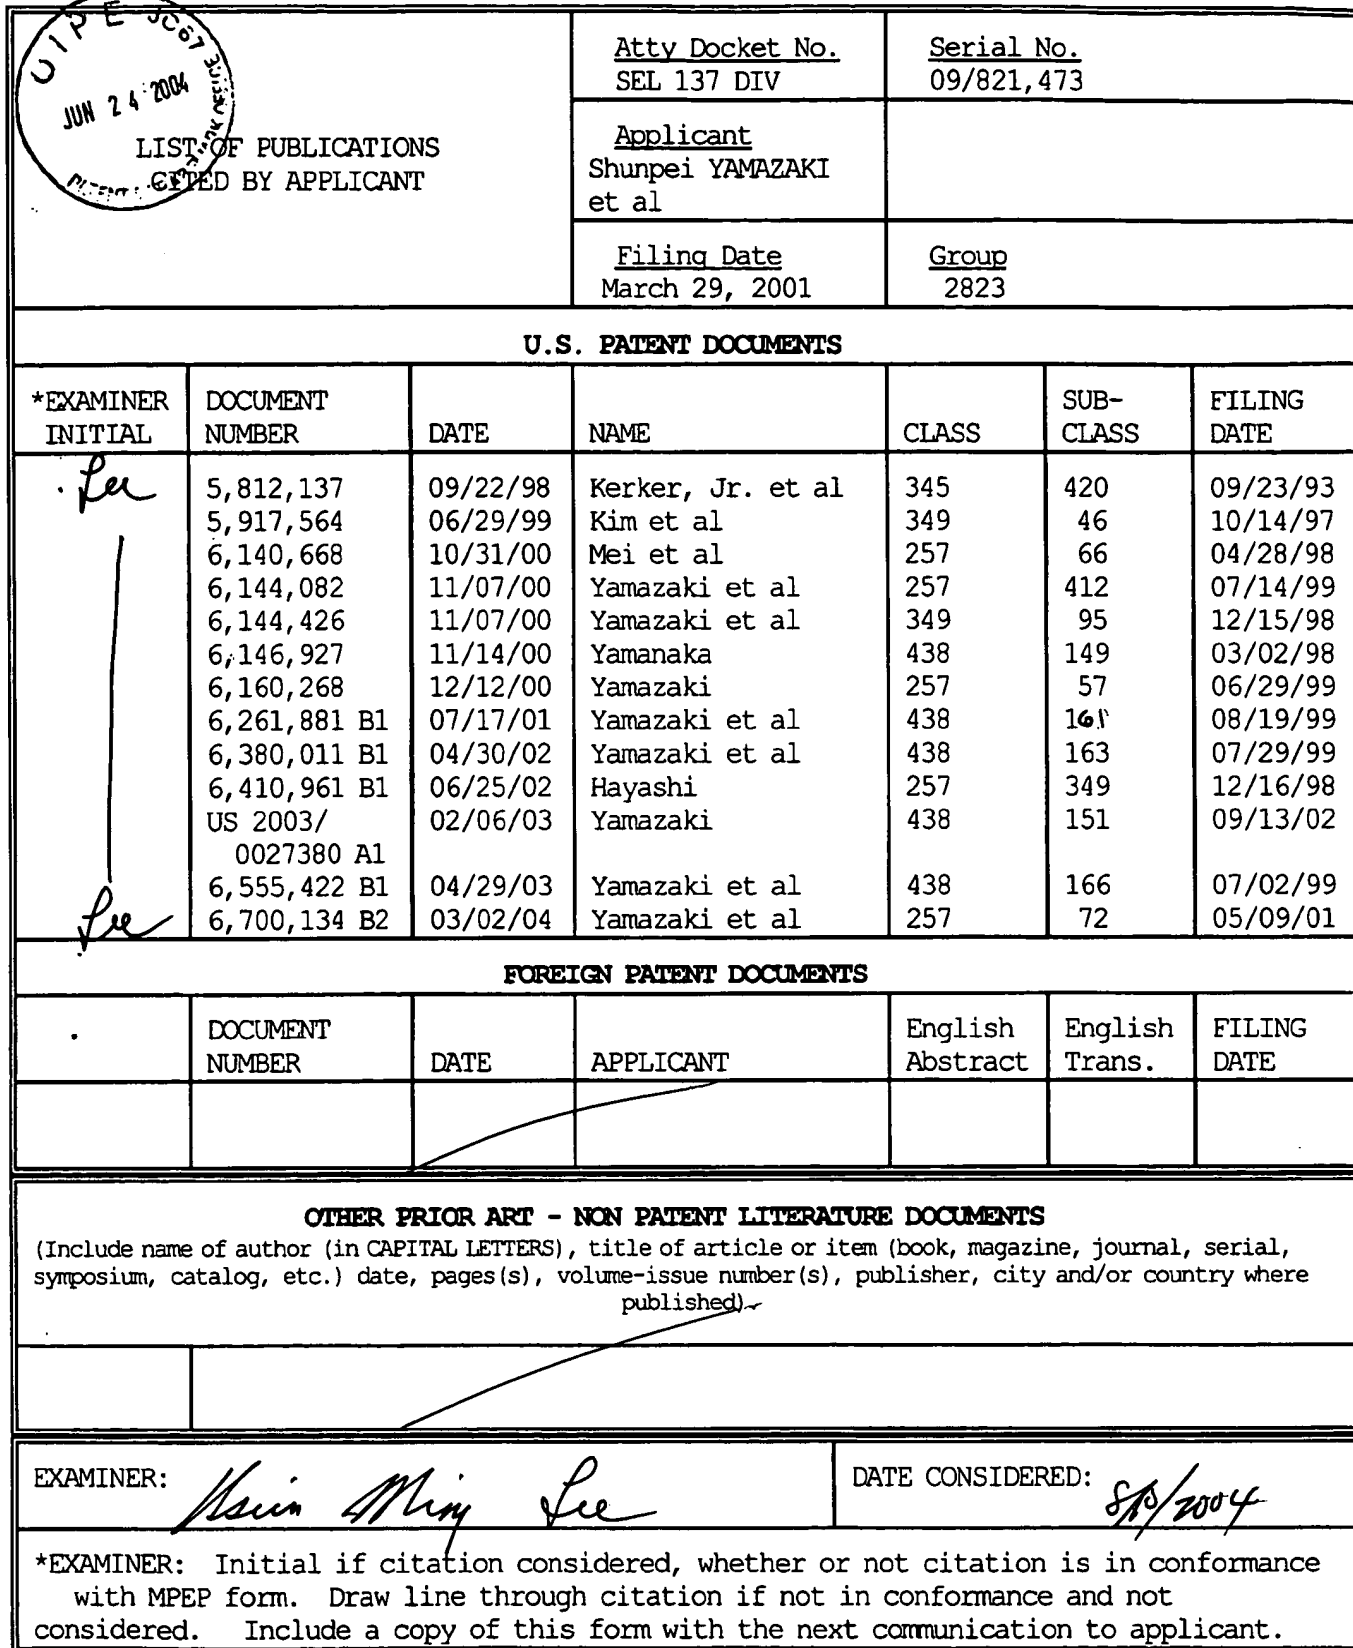 OIPE JC67
JUN 24 2004
LIST OF PUBLICATIONS
CITED BY APPLICANT
Atty Docket No.
SEL 137 DIV
Serial No.
09/821,473
Applicant
Shunpei YAMAZAKI
et al
Filing Date
March 29, 2001
Group
2823
U.S. PATENT DOCUMENTS
*EXAMINER INITIAL DOCUMENT NUMBER DATE NAME CLASS SUB-CLASS FILING DATE
Lee 5,812,137 09/22/98 Kerker, Jr. et al 345 420 09/23/93
5,917,564 06/29/99 Kim et al 349 46 10/14/97
6,140,668 10/31/00 Mei et al 257 66 04/28/98
6,144,082 11/07/00 Yamazaki et al 257 412 07/14/99
6,144,426 11/07/00 Yamazaki et al 349 95 12/15/98
6,146,927 11/14/00 Yamanaka 438 149 03/02/98
6,160,268 12/12/00 Yamazaki 257 57 06/29/99
6,261,881 B1 07/17/01 Yamazaki et al 438 161 08/19/99
6,380,011 B1 04/30/02 Yamazaki et al 438 163 07/29/99
6,410,961 B1 06/25/02 Hayashi 257 349 12/16/98
US 2003/ 02/06/03 Yamazaki 438 151 09/13/02
0027380 A1
6,555,422 B1 04/29/03 Yamazaki et al 438 166 07/02/99
Lee 6,700,134 B2 03/02/04 Yamazaki et al 257 72 05/09/01
FOREIGN PATENT DOCUMENTS
DOCUMENT NUMBER DATE APPLICANT English Abstract English Trans. FILING DATE
OTHER PRIOR ART - NON PATENT LITERATURE DOCUMENTS
(Include name of author (in CAPITAL LETTERS), title of article or item (book, magazine, journal, serial,
symposium, catalog, etc.) date, pages(s), volume-issue number(s), publisher, city and/or country where
published)
EXAMINER: Hsien Ming Lee DATE CONSIDERED: /2004
*EXAMINER: Initial if citation considered, whether or not citation is in conformance
with MPEP form. Draw line through citation if not in conformance and not
considered. Include a copy of this form with the next communication to applicant.